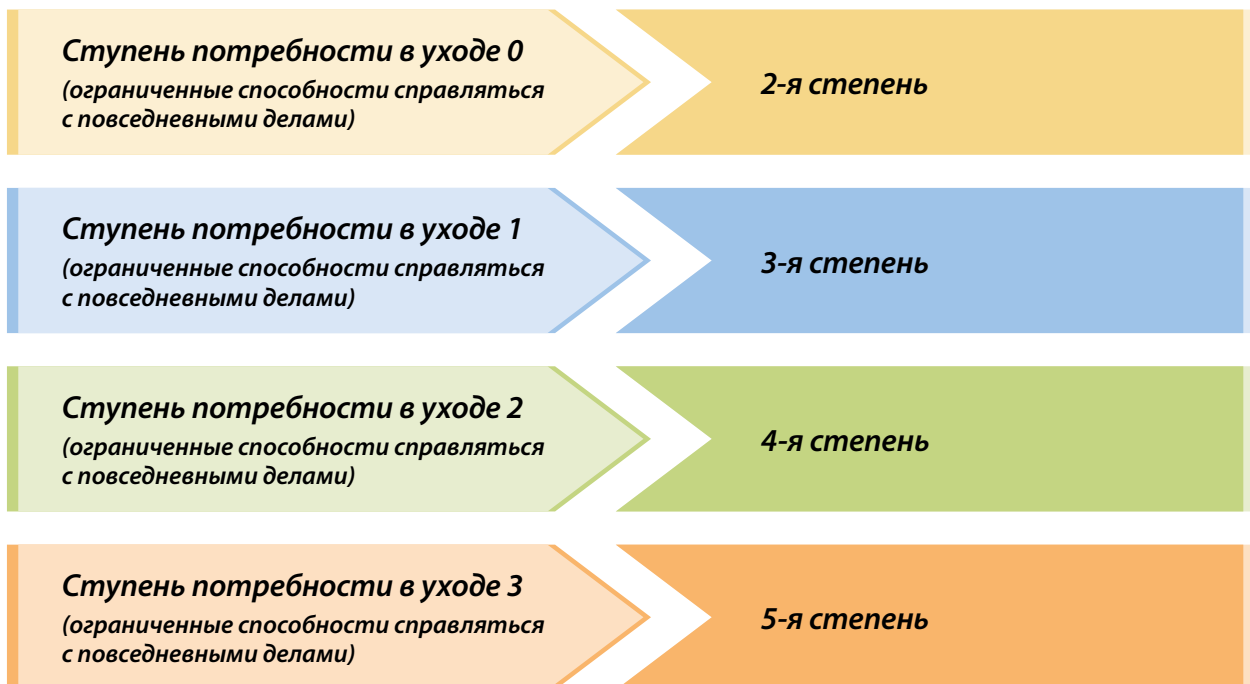 Ступень потребности в уходе 0
(ограниченные способности справляться
с повседневными делами)
2-я степень
Ступень потребности в уходе 1
(ограниченные способности справляться
с повседневными делами)
3-я степень
Ступень потребности в уходе 2
(ограниченные способности справляться
с повседневными делами)
4-я степень
Ступень потребности в уходе 3
(ограниченные способности справляться
с повседневными делами)
5-я степень